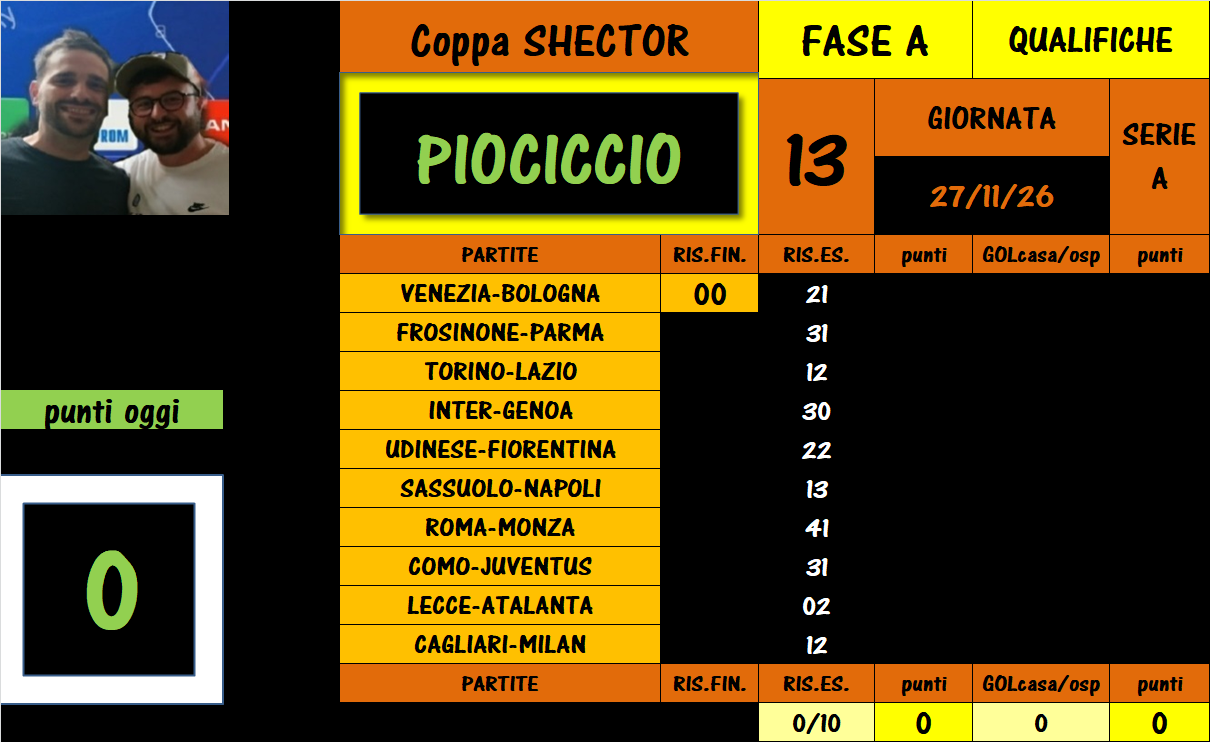 Coppa SHECTOR FASE A QUALIFICHE
ROM
AN
PIOCICCIO 13 GIORNATA SERIE A
27/11/26
PARTITE RIS.FIN. RIS.ES. punti GOLcasa/osp punti
VENEZIA-BOLOGNA 00 21
FROSINONE-PARMA 31
TORINO-LAZIO 12
INTER-GENOA 30
UDINESE-FIORENTINA 22
SASSUOLO-NAPOLI 13
ROMA-MONZA 41
COMO-JUVENTUS 31
LECCE-ATALANTA 02
CAGLIARI-MILAN 12
PARTITE RIS.FIN. RIS.ES. punti GOLcasa/osp punti
0/10 0 0 0
punti oggi
0